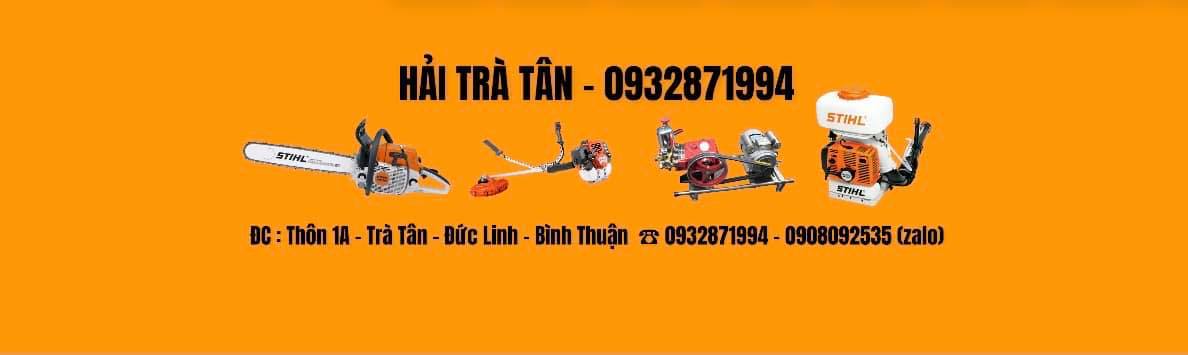 HẢI TRÀ TÂN - 0932871994
STIHL
STIHL
STIHL
ĐC : Thôn 1A - Trà Tân - Đức Linh - Bình Thuận ☎ 0932871994 - 0908092535 (zalo)